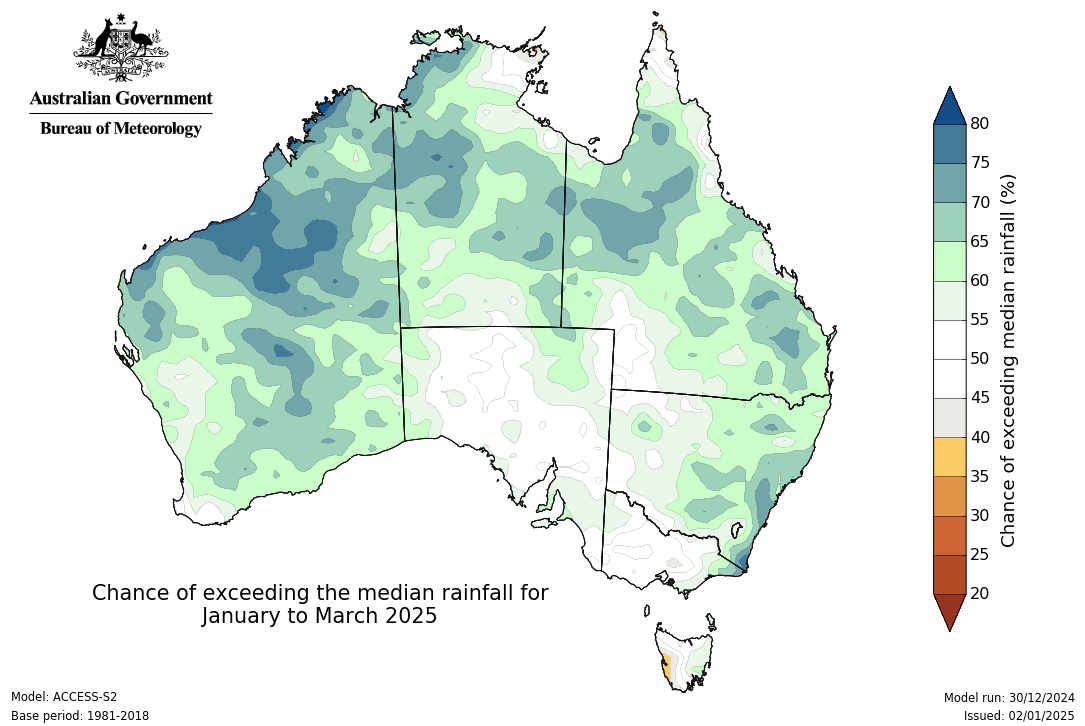 Australian Government
Bureau of Meteorology
80
75
70
65
60
55
50
45
40
35
30
25
20
Chance of exceeding median rainfall (%)
Chance of exceeding the median rainfall for
January to March 2025
Model: ACCESS-S2
Base period: 1981-2018
Model run: 30/12/2024
Issued: 02/01/2025